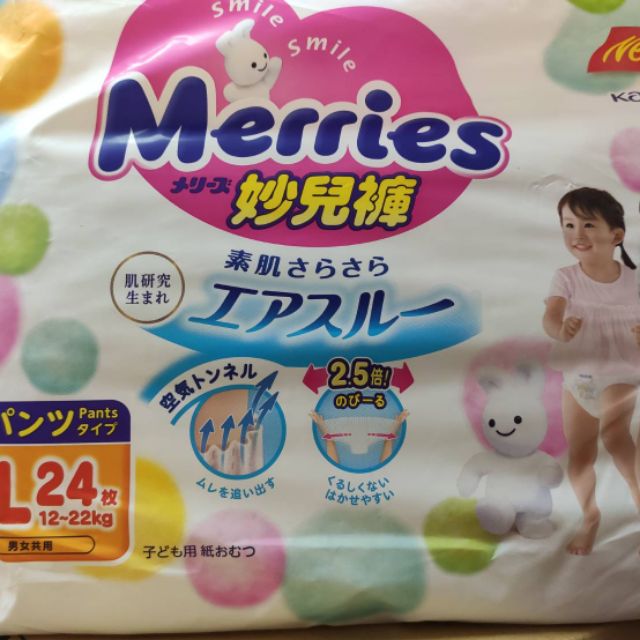 Smile
Smile
Merries
メリーズ
妙兒褲
素肌さらさら
エアスルー
肌研究
生まれ
空気トンネル
ムレを追い出す
2.5倍!
のびーる
くるしくない
はかせやすい
パンツ Pants
タイプ
L 24枚
12~22kg
男女共用
子ども用 紙おむつ